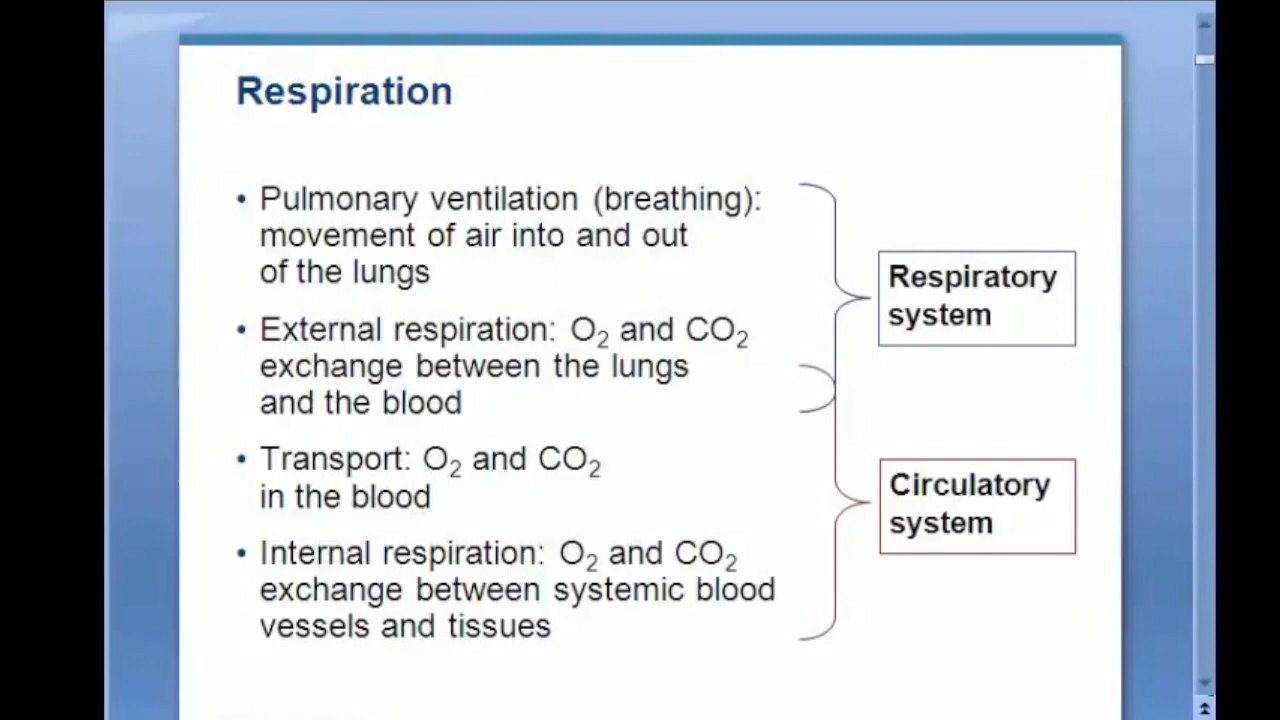 Respiration
• Pulmonary ventilation (breathing):
movement of air into and out
of the lungs
• External respiration: O₂ and CO₂
exchange between the lungs
and the blood
• Transport: O₂ and CO₂
in the blood
• Internal respiration: O₂ and CO₂
exchange between systemic blood
vessels and tissues
Respiratory
system
Circulatory
system